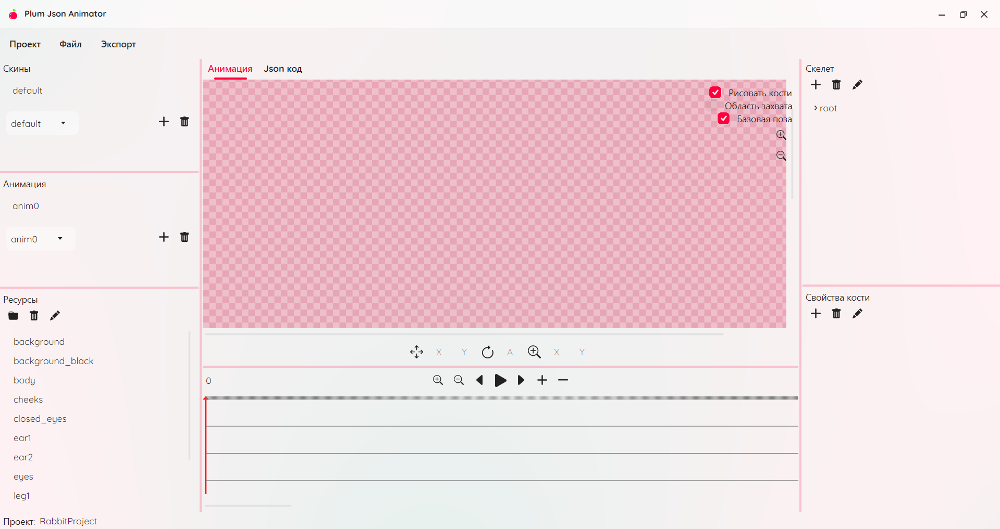 Plum Json Animator
Проект Файл Экспорт
Скины
default
default
Анимация
anim0
anim0
Ресурсы
background
background_black
body
cheeks
closed_eyes
ear1
ear2
eyes
leg1
Проект: RabbitProject
Анимация Json код
Рисовать кости
Область захвата
Базовая поза
X Y A X Y
0
Скелет
root
Свойства кости